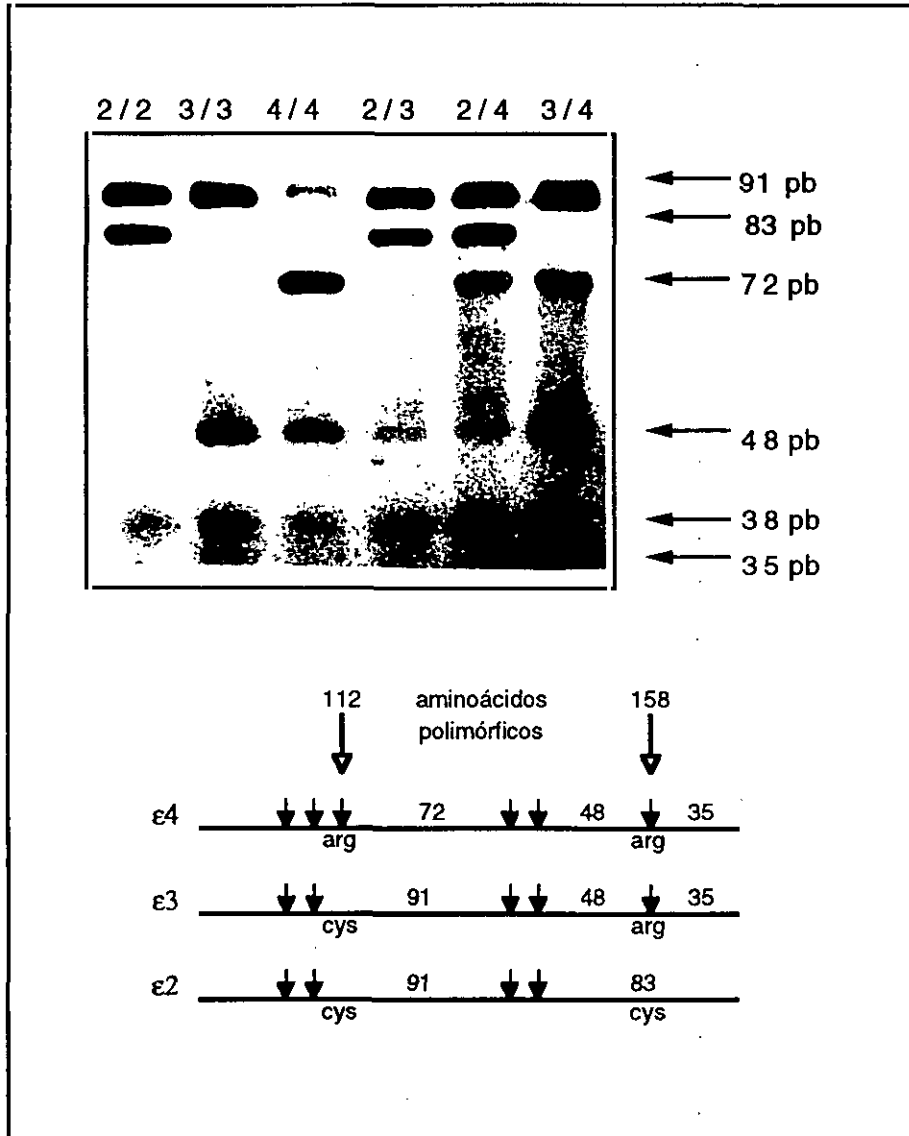 2/2 3/3 4/4 2/3 2/4 3/4
91 pb
83 pb
72 pb
48 pb
38 pb
35 pb
112 aminoácidos 158
polimórficos
ε4 72 48 35
arg arg
ε3 91 48 35
cys arg
ε2 91 83
cys cys